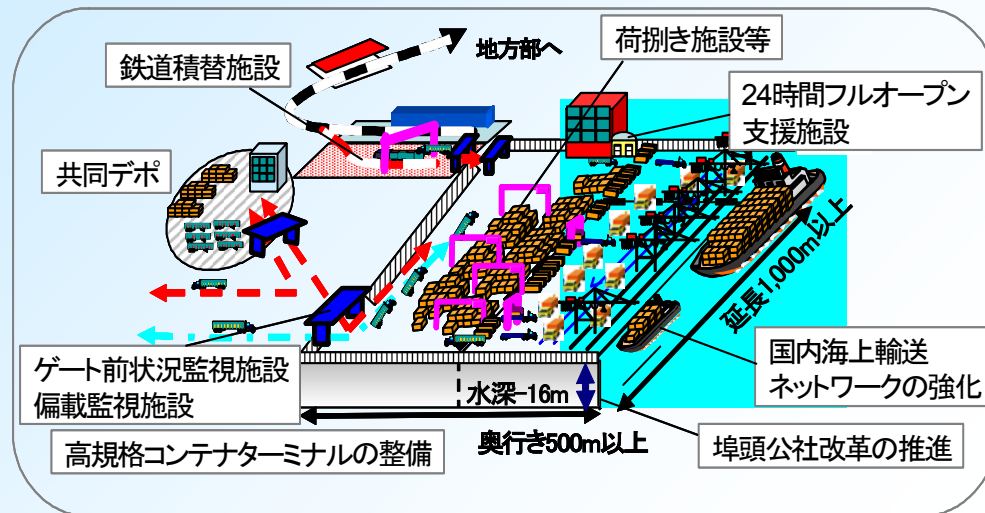 鉄道積替施設
地方部へ
荷捌き施設等
24時間フルオープン
支援施設
共同デポ
延長1,000m以上
ゲート前状況監視施設
偏載監視施設
水深-16m
国内海上輸送
ネットワークの強化
高規格コンテナターミナルの整備
奥行き500m以上
埠頭公社改革の推進